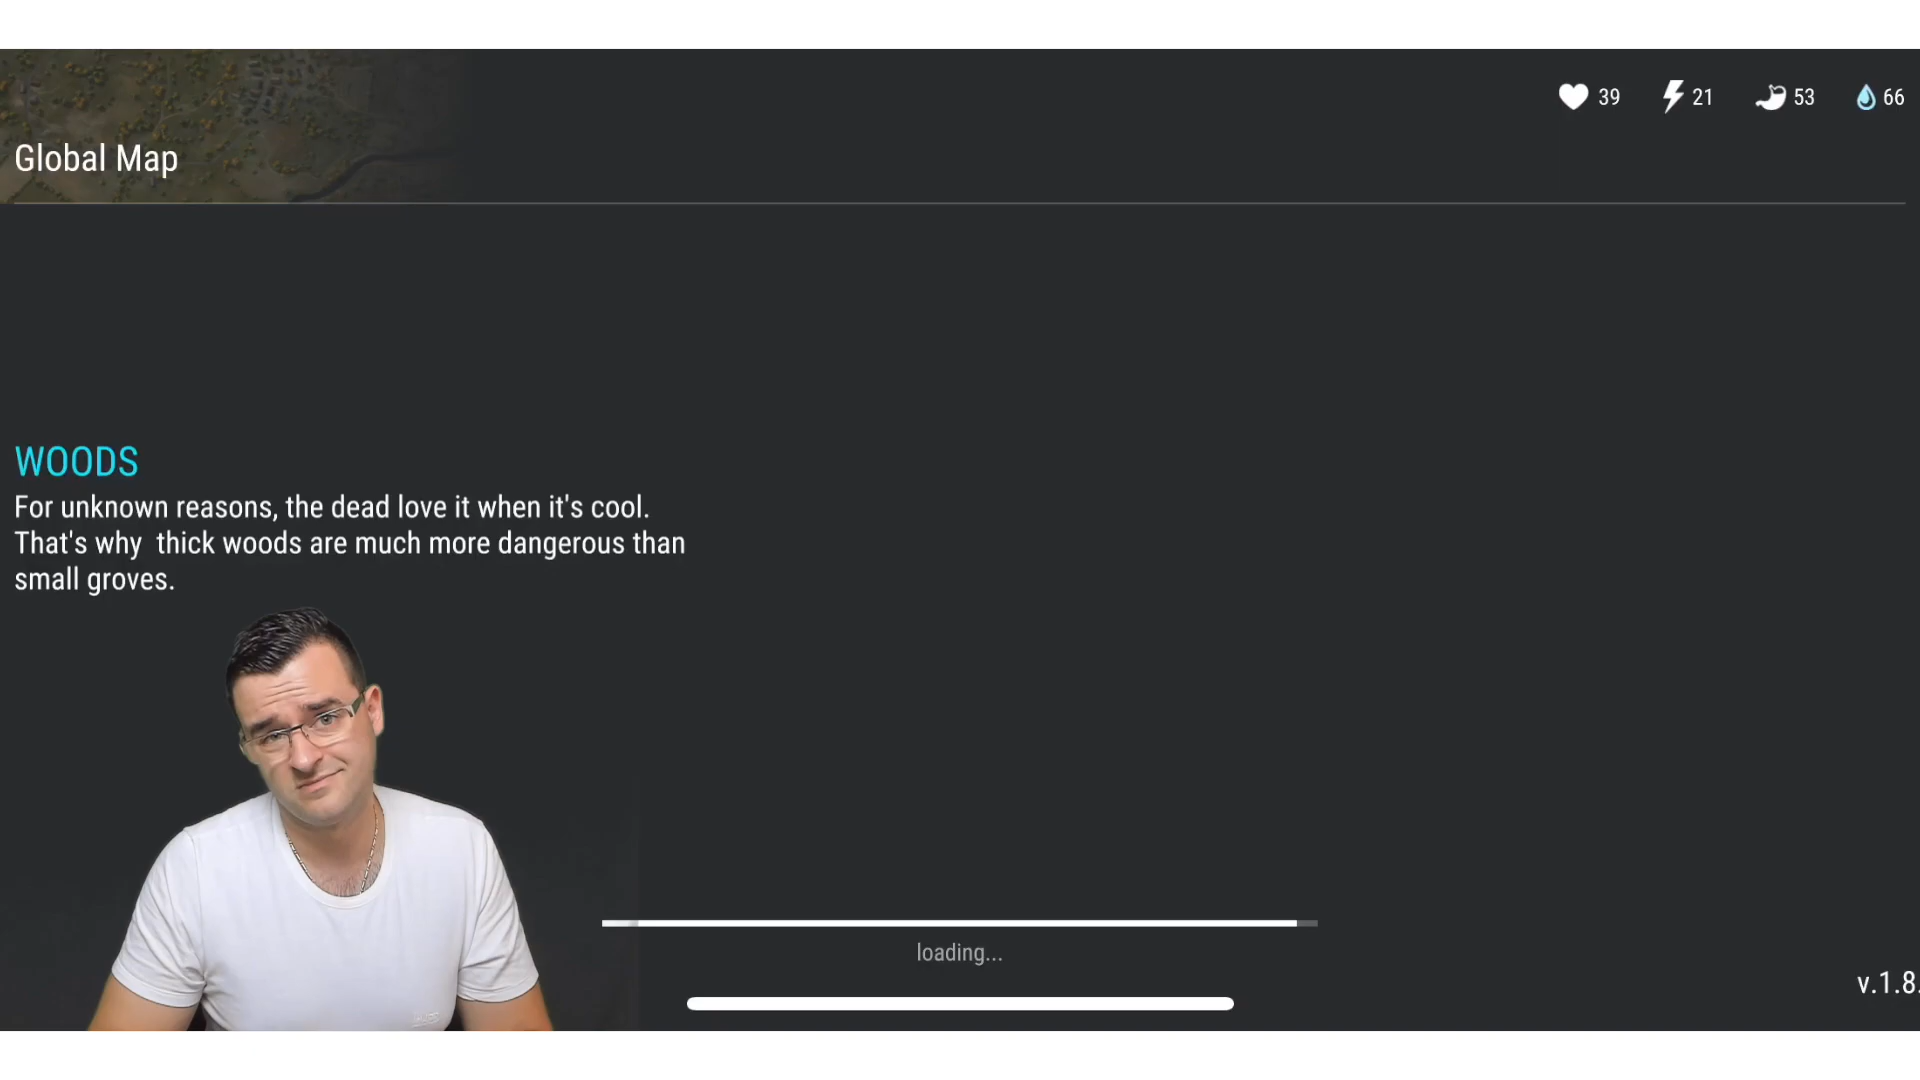 39 21 53 66
Global Map
WOODS
For unknown reasons, the dead love it when it's cool.
That's why  thick woods are much more dangerous than
small groves.
loading...
v.1.8.